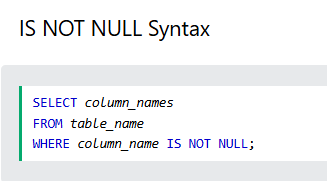 IS NOT NULL Syntax
SELECT column_names
FROM table_name
WHERE column_name IS NOT NULL;